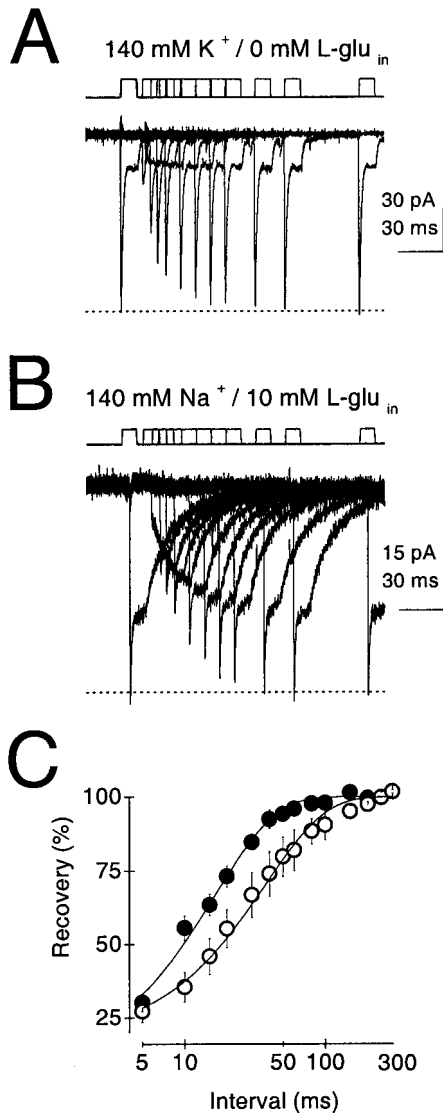 A
140 mM K + / 0 mM L-glu in
30 pA
30 ms
B
140 mM Na + / 10 mM L-glu in
15 pA
30 ms
C
100
75
50
25
Recovery (%)
5 10 50 100 300
Interval (ms)